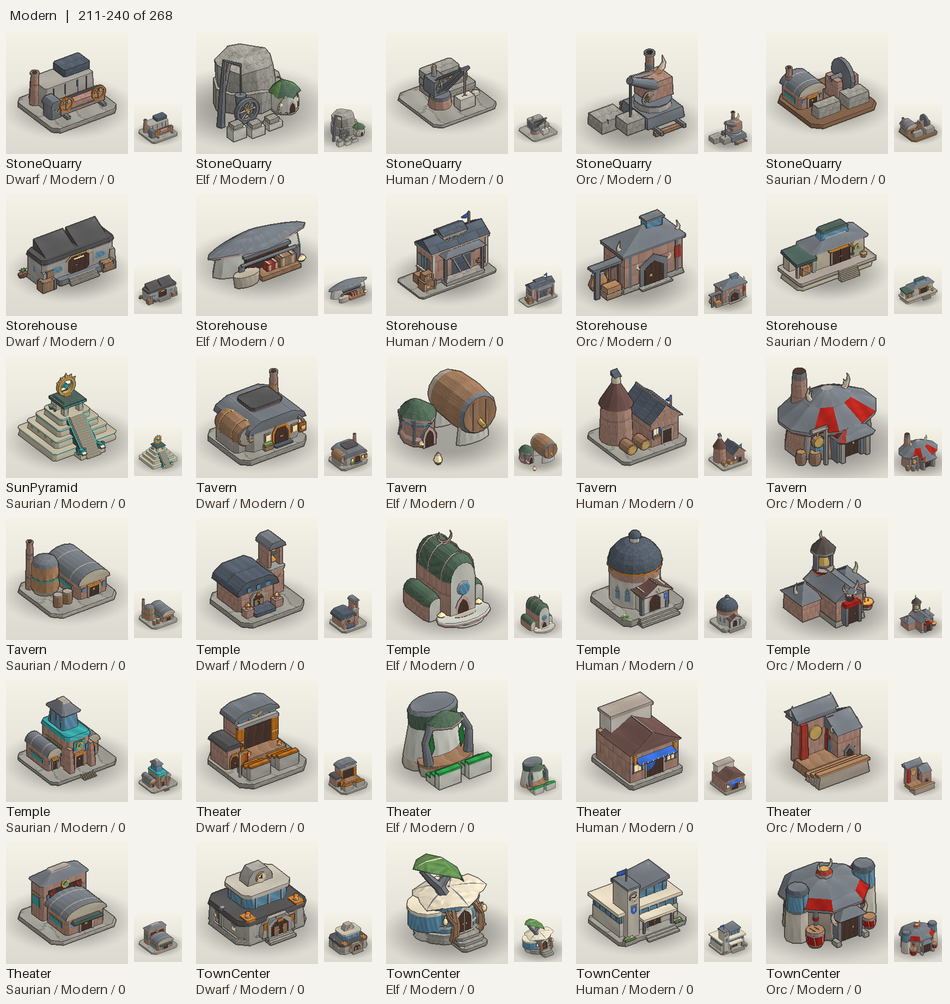 Modern | 211-240 of 268
StoneQuarry
Dwarf / Modern / 0
StoneQuarry
Elf / Modern / 0
StoneQuarry
Human / Modern / 0
StoneQuarry
Orc / Modern / 0
StoneQuarry
Saurian / Modern / 0
Storehouse
Dwarf / Modern / 0
Storehouse
Elf / Modern / 0
Storehouse
Human / Modern / 0
Storehouse
Orc / Modern / 0
Storehouse
Saurian / Modern / 0
SunPyramid
Saurian / Modern / 0
Tavern
Dwarf / Modern / 0
Tavern
Elf / Modern / 0
Tavern
Human / Modern / 0
Tavern
Orc / Modern / 0
Tavern
Saurian / Modern / 0
Temple
Dwarf / Modern / 0
Temple
Elf / Modern / 0
Temple
Human / Modern / 0
Temple
Orc / Modern / 0
Temple
Saurian / Modern / 0
Theater
Dwarf / Modern / 0
Theater
Elf / Modern / 0
Theater
Human / Modern / 0
Theater
Orc / Modern / 0
Theater
Saurian / Modern / 0
TownCenter
Dwarf / Modern / 0
TownCenter
Elf / Modern / 0
TownCenter
Human / Modern / 0
TownCenter
Orc / Modern / 0